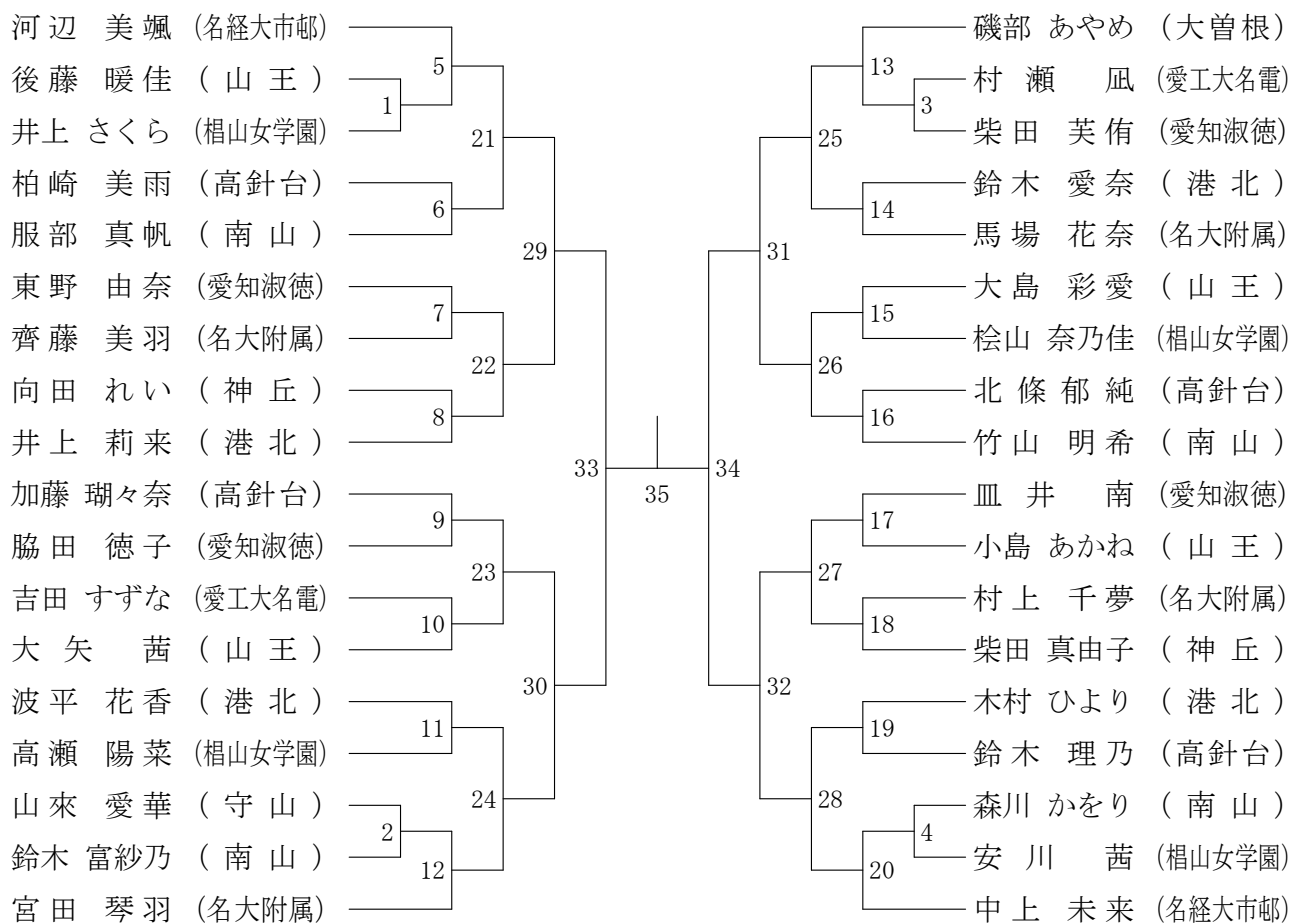 河辺 美颯 (名経大市邨)
後藤 暖佳 (山王)
井上 さくら (椙山女学園)
柏崎 美雨 (高針台)
服部 真帆 (南山)
東野 由奈 (愛知淑徳)
齊藤 美羽 (名大附属)
向田 れい (神丘)
井上 莉来 (港北)
加藤 瑚々奈 (高針台)
脇田 徳子 (愛知淑徳)
吉田 すずな (愛工大名電)
大矢 茜 (山王)
波平 花香 (港北)
高瀬 陽菜 (椙山女学園)
山來 愛華 (守山)
鈴木 富紗乃 (南山)
宮田 琴羽 (名大附属)
1
2
5
6
7
8
9
10
11
12
21
22
23
24
29
30
33
35
34
31
32
25
26
27
28
13
14
15
16
17
18
19
20
3
4
磯部 あやめ (大曽根)
村瀬 凪 (愛工大名電)
柴田 芙侑 (愛知淑徳)
鈴木 愛奈 (港北)
馬場 花奈 (名大附属)
大島 彩愛 (山王)
桧山 奈乃佳 (椙山女学園)
北條 郁純 (高針台)
竹山 明希 (南山)
皿井 南 (愛知淑徳)
小島 あかね (山王)
村上 千夢 (名大附属)
柴田 真由子 (神丘)
木村 ひより (港北)
鈴木 理乃 (高針台)
森川 かをり (南山)
安川 茜 (椙山女学園)
中上 未来 (名経大市邨)